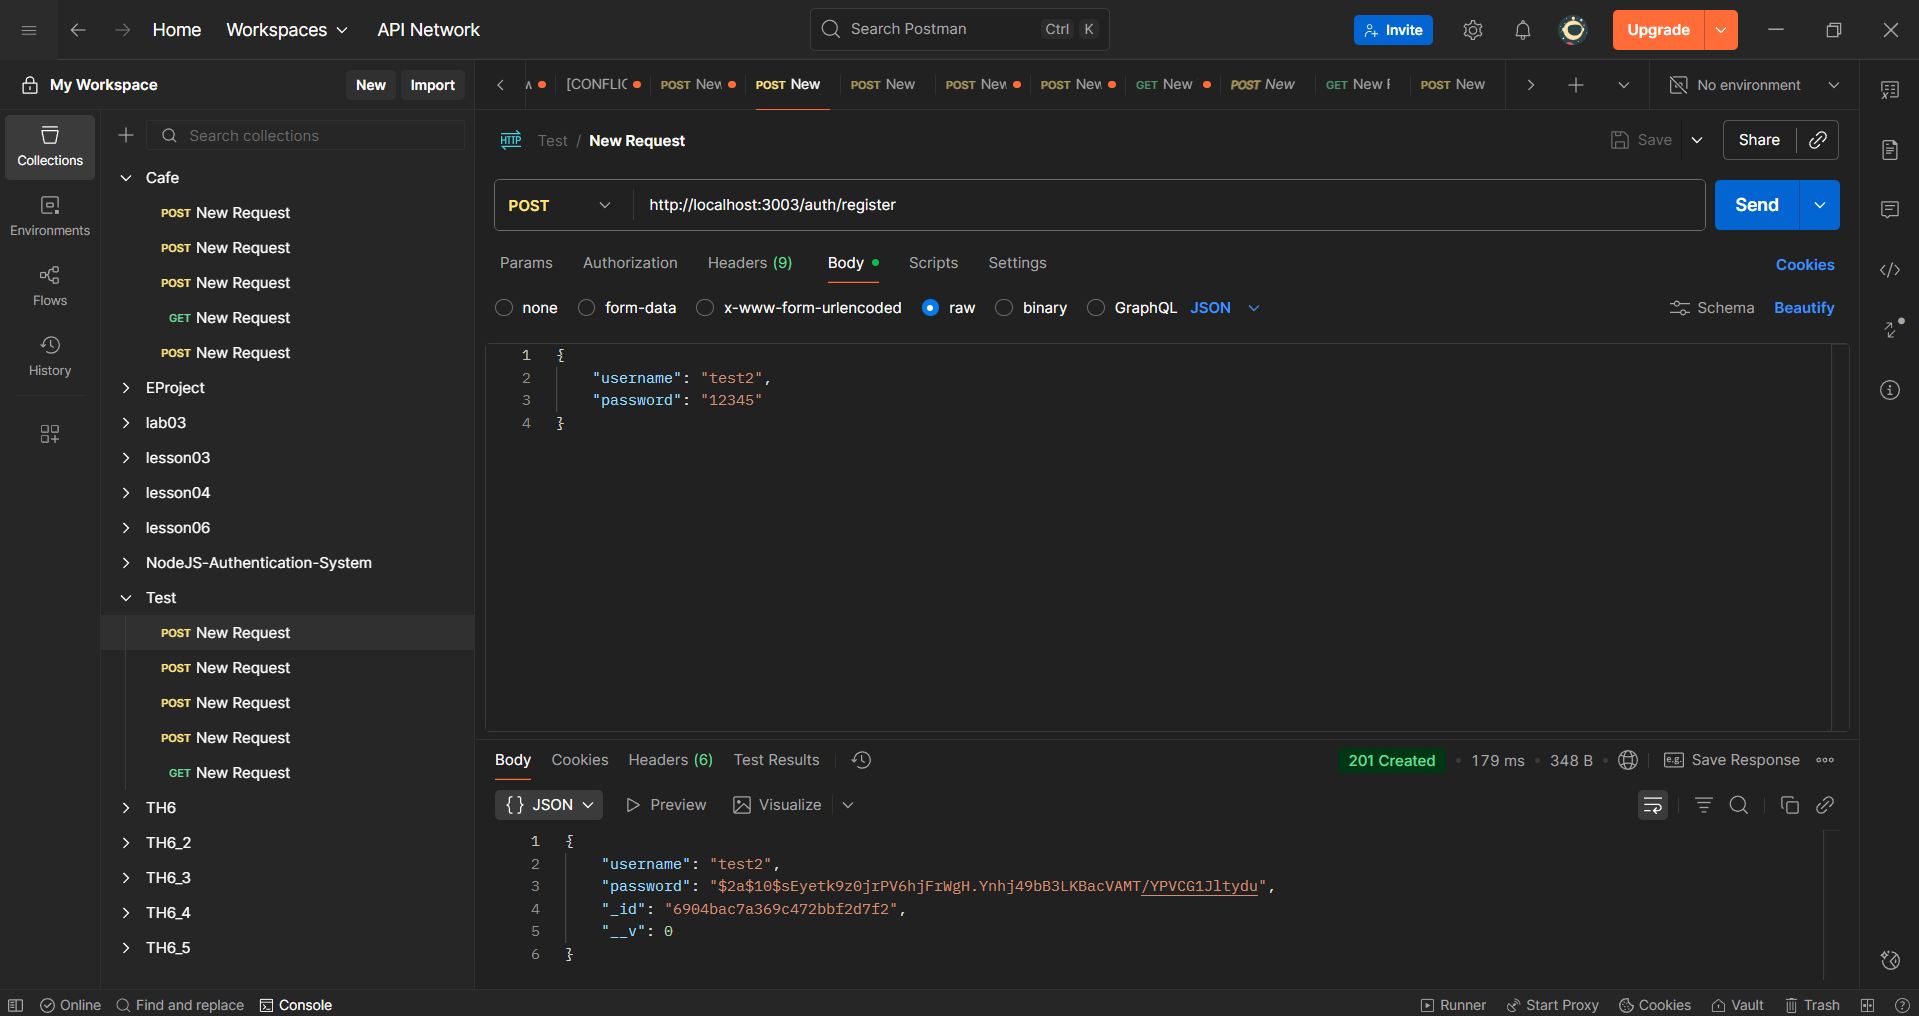 Home Workspaces API Network Search Postman Ctrl K Invite Upgrade
My Workspace New Import
[CONFLIC POST New POST New POST New POST New POST New GET New POST New GET New POST New No environment
Collections
Environments
Flows
History
Search collections
Cafe
POST New Request
POST New Request
POST New Request
GET New Request
POST New Request
EProject
lab03
lesson03
lesson04
lesson06
NodeJS-Authentication-System
Test
POST New Request
POST New Request
POST New Request
POST New Request
GET New Request
TH6
TH6_2
TH6_3
TH6_4
TH6_5
HTTP Test / New Request Save Share
POST http://localhost:3003/auth/register Send
Params Authorization Headers (9) Body Scripts Settings Cookies
none form-data x-www-form-urlencoded raw binary GraphQL JSON Schema Beautify
1 {
2 "username": "test2",
3 "password": "12345"
4 }
Body Cookies Headers (6) Test Results 201 Created • 179 ms • 348 B • e.g. Save Response
{} JSON Preview Visualize
1 {
2 "username": "test2",
3 "password": "$2a$10$sEyetk9z0jrPV6hjFrWgH.Ynhj49bB3LKBacVAMT/YPVCG1Jltydu",
4 "_id": "6904bac7a369c472bbf2d7f2",
5 "__v": 0
6 }
Online Find and replace Console Runner Start Proxy Cookies Vault Trash